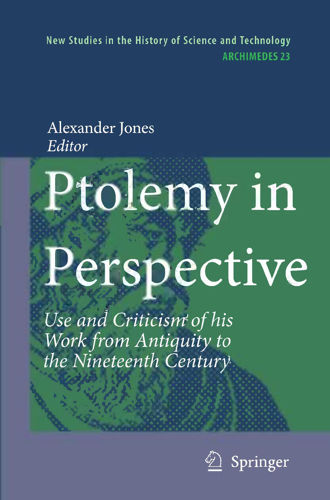 New Studies in the History of Science and Technology
ARCHIMEDES 23
Alexander Jones
Editor
Ptolemy in
Perspective
Use and Criticism of his
Work from Antiquity to
the Nineteenth Century
Springer